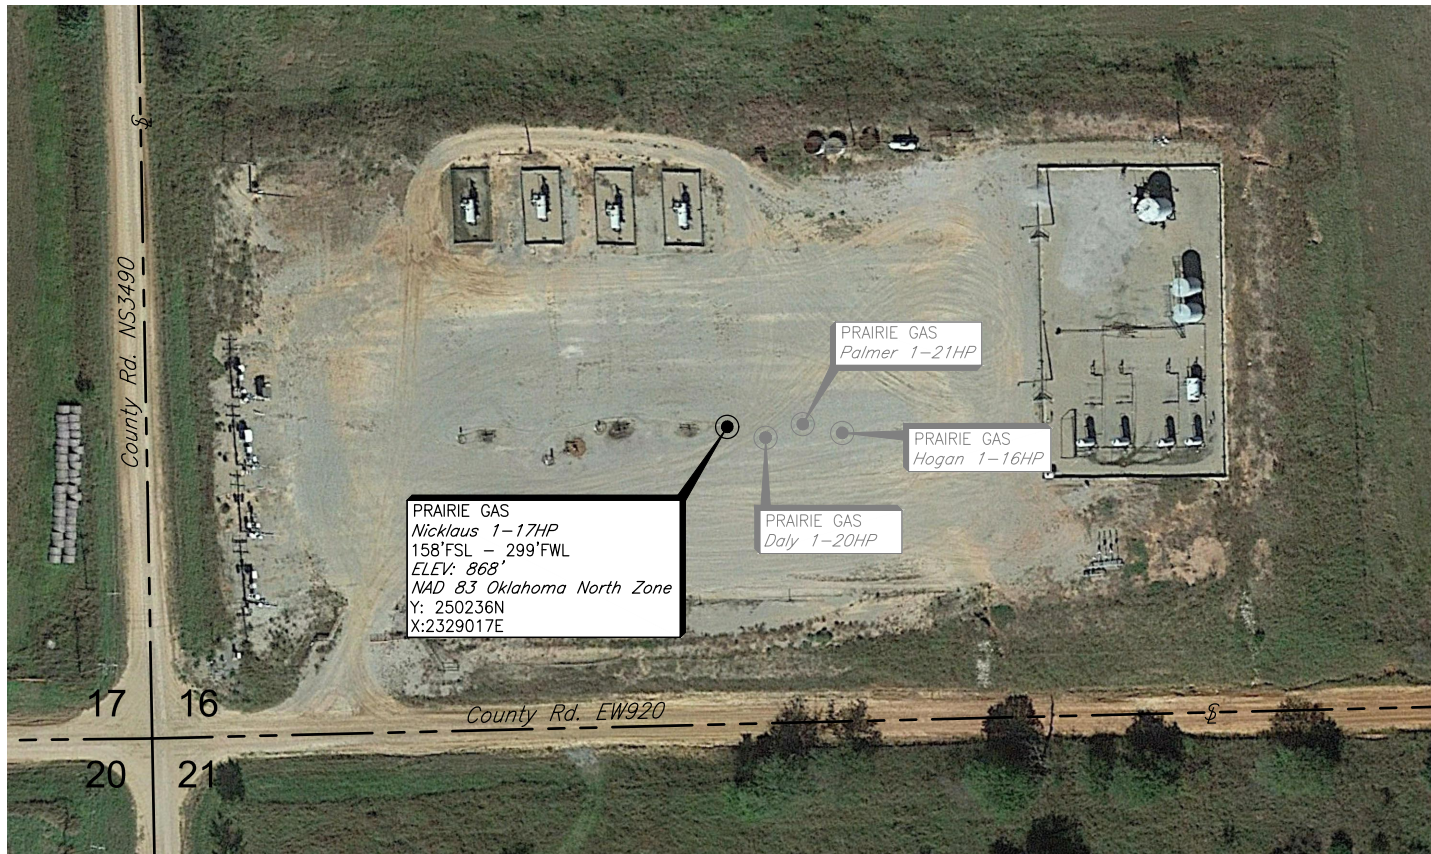 County Rd. NS3490
PRAIRIE GAS
Palmer 1-21HP
PRAIRIE GAS
Hogan 1-16HP
PRAIRIE GAS
Nicklaus 1-17HP
158'FSL - 299'FWL
ELEV: 868'
NAD 83 Oklahoma North Zone
Y: 250236N
X:2329017E
PRAIRIE GAS
Daly 1-20HP
17 16
County Rd. EW920
20 21